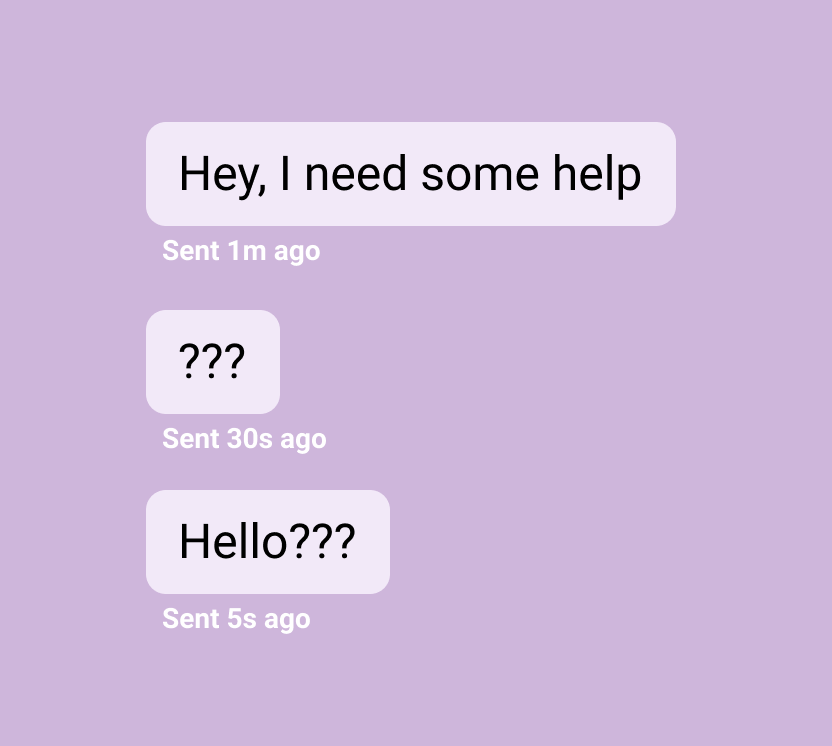 Hey, I need some help
Sent 1m ago
???
Sent 30s ago
Hello???
Sent 5s ago